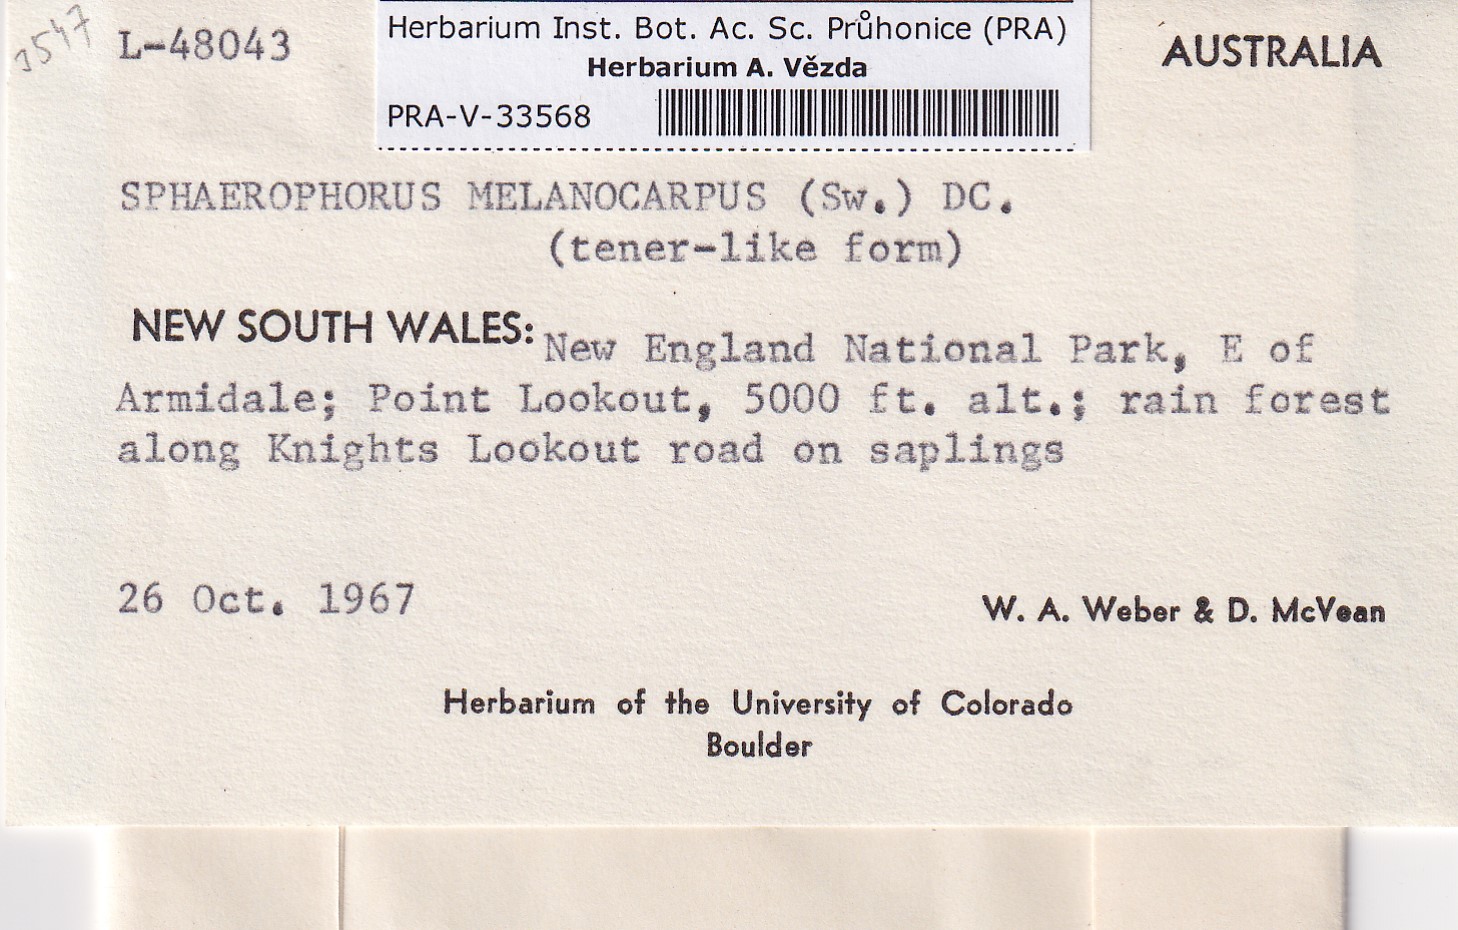 L-48043
Herbarium Inst. Bot. Ac. Sc. Průhonice (PRA)
Herbarium A. Vězda
PRA-V-33568
AUSTRALIA
SPHAEROPHORUS MELANOCARPUS (Sw.) DC.
(tener-like form)
NEW SOUTH WALES: New England National Park, E of
Armidale; Point Lookout, 5000 ft. alt.; rain forest
along Knights Lookout road on saplings
26 Oct. 1967
W. A. Weber & D. McVean
Herbarium of the University of Colorado
Boulder